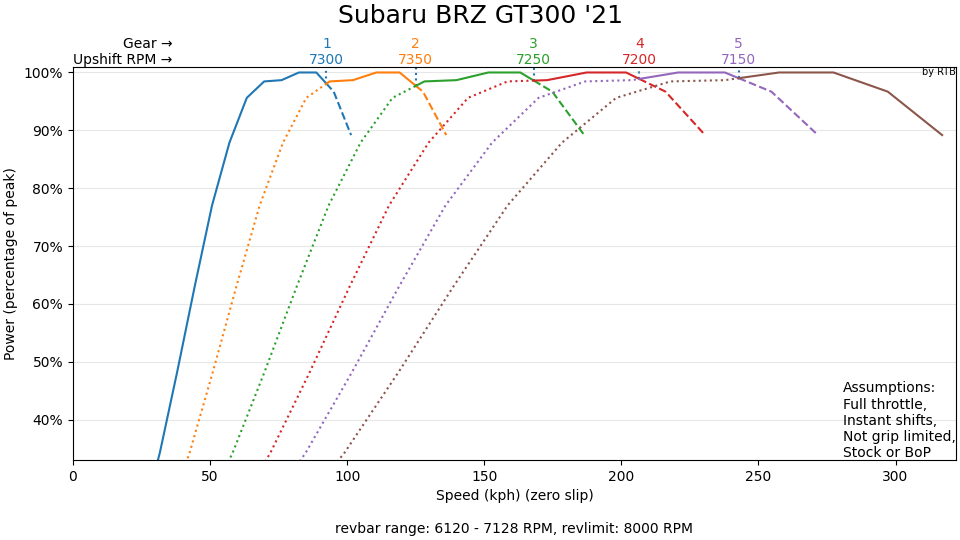 Subaru BRZ GT300 '21
Gear → 1 2 3 4 5
Upshift RPM → 7300 7350 7250 7200 7150
by RTB
100%
90%
80%
70%
60%
50%
40%
Power (percentage of peak)
Assumptions:
Full throttle,
Instant shifts,
Not grip limited,
Stock or BoP
0 50 100 150 200 250 300
Speed (kph) (zero slip)
revbar range: 6120 - 7128 RPM, revlimit: 8000 RPM